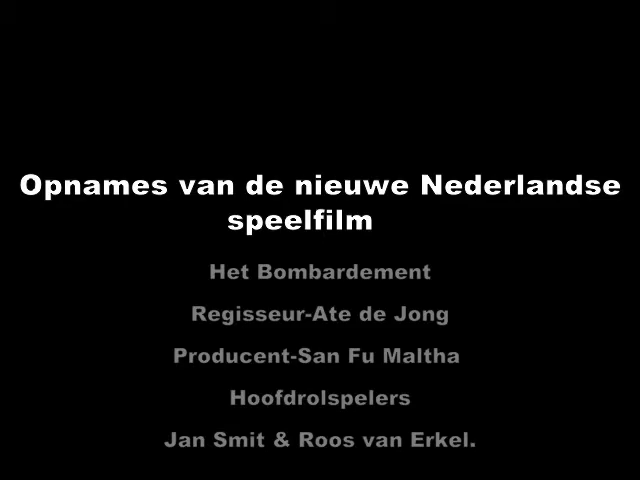 Opnames van de nieuwe Nederlandse
speelfilm
Het Bombardement
Regisseur-Ate de Jong
Producent-San Fu Maltha
Hoofdrolspelers
Jan Smit & Roos van Erkel.